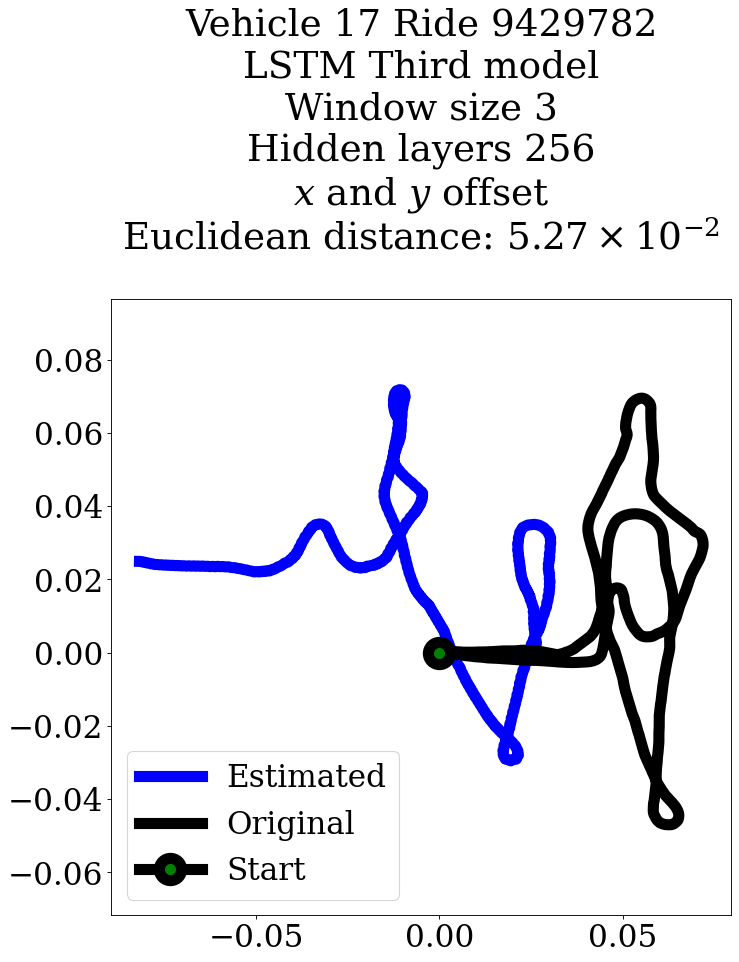 Vehicle 17 Ride 9429782
LSTM Third model
Window size 3
Hidden layers 256
x and y offset
Euclidean distance: 5.27 × 10⁻²
0.08
0.06
0.04
0.02
0.00
−0.02
−0.04
−0.06
Estimated
Original
Start
−0.05
0.00
0.05